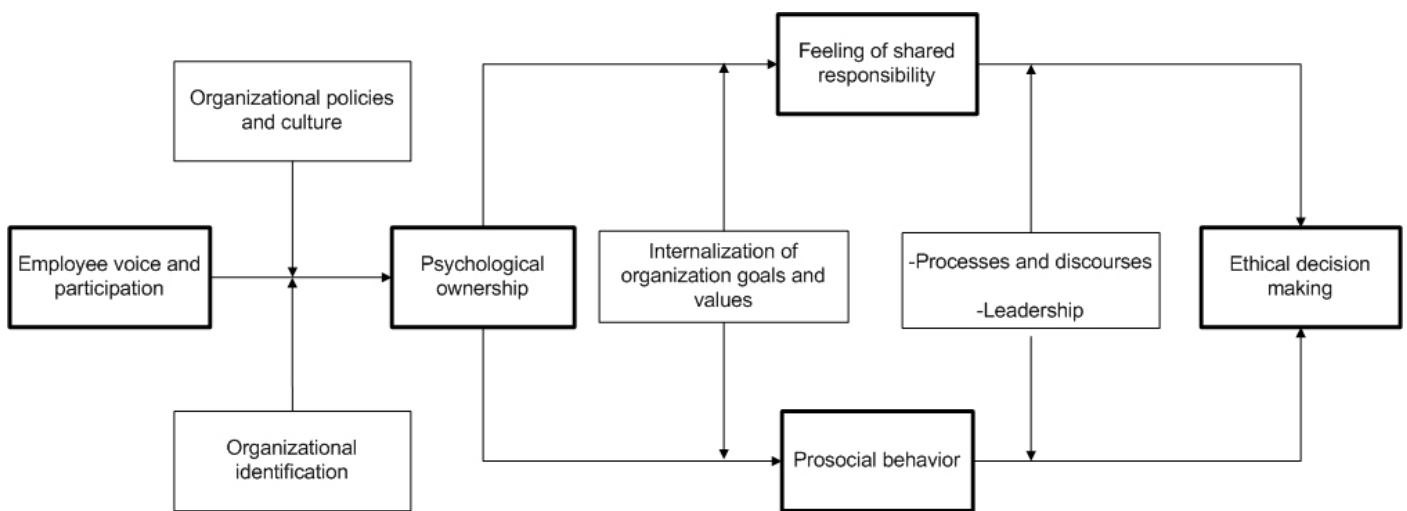 Feeling of shared
responsibility
Organizational policies
and culture
Employee voice and
participation
Psychological
ownership
Internalization of
organization goals and
values
-Processes and discourses
-Leadership
Ethical decision
making
Organizational
identification
Prosocial behavior